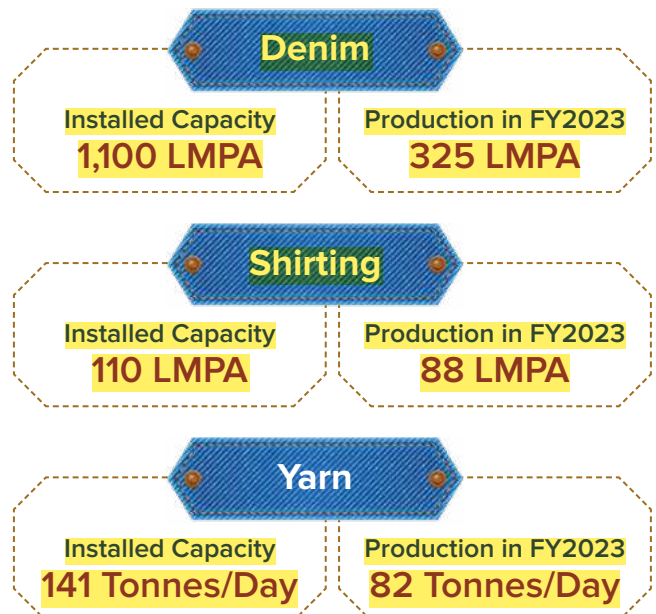 Denim
Installed Capacity
1,100 LMPA
Production in FY2023
325 LMPA
Shirting
Installed Capacity
110 LMPA
Production in FY2023
88 LMPA
Yarn
Installed Capacity
141 Tonnes/Day
Production in FY2023
82 Tonnes/Day